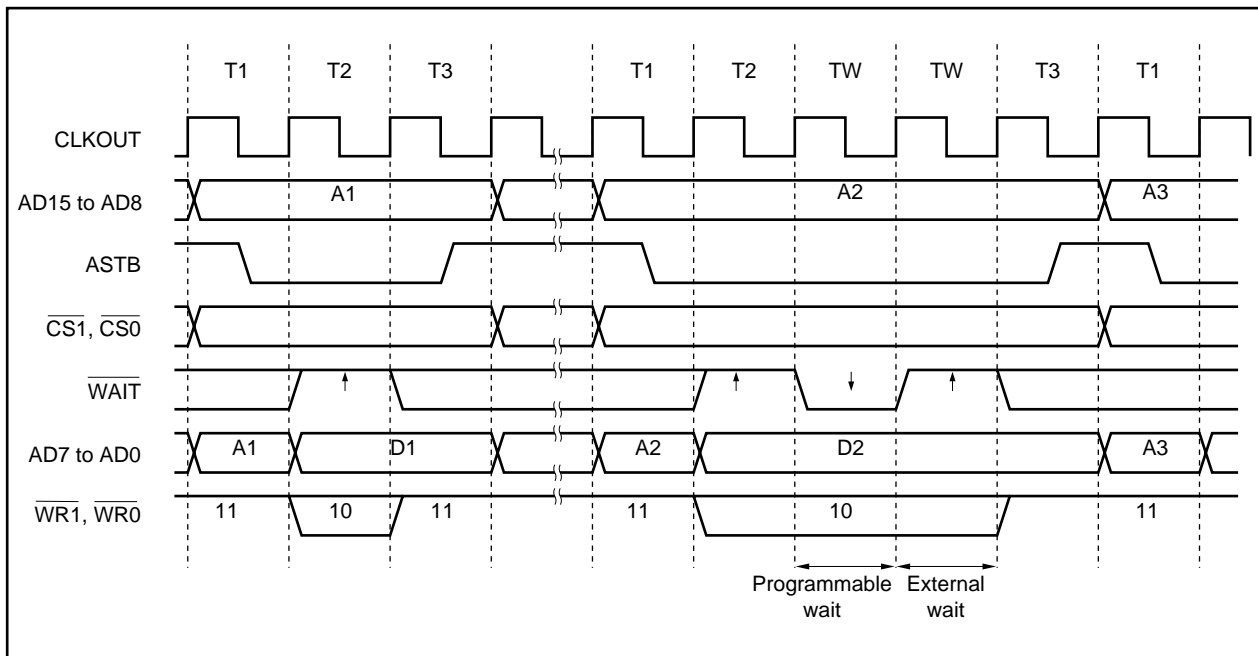 T1 T2 T3 T1 T2 TW TW T3 T1
CLKOUT
AD15 to AD8 A1 A2 A3
ASTB
CS1, CS0
WAIT
AD7 to AD0 A1 D1 A2 D2 A3
WR1, WR0 11 10 11 11 10 11
Programmable wait
External wait